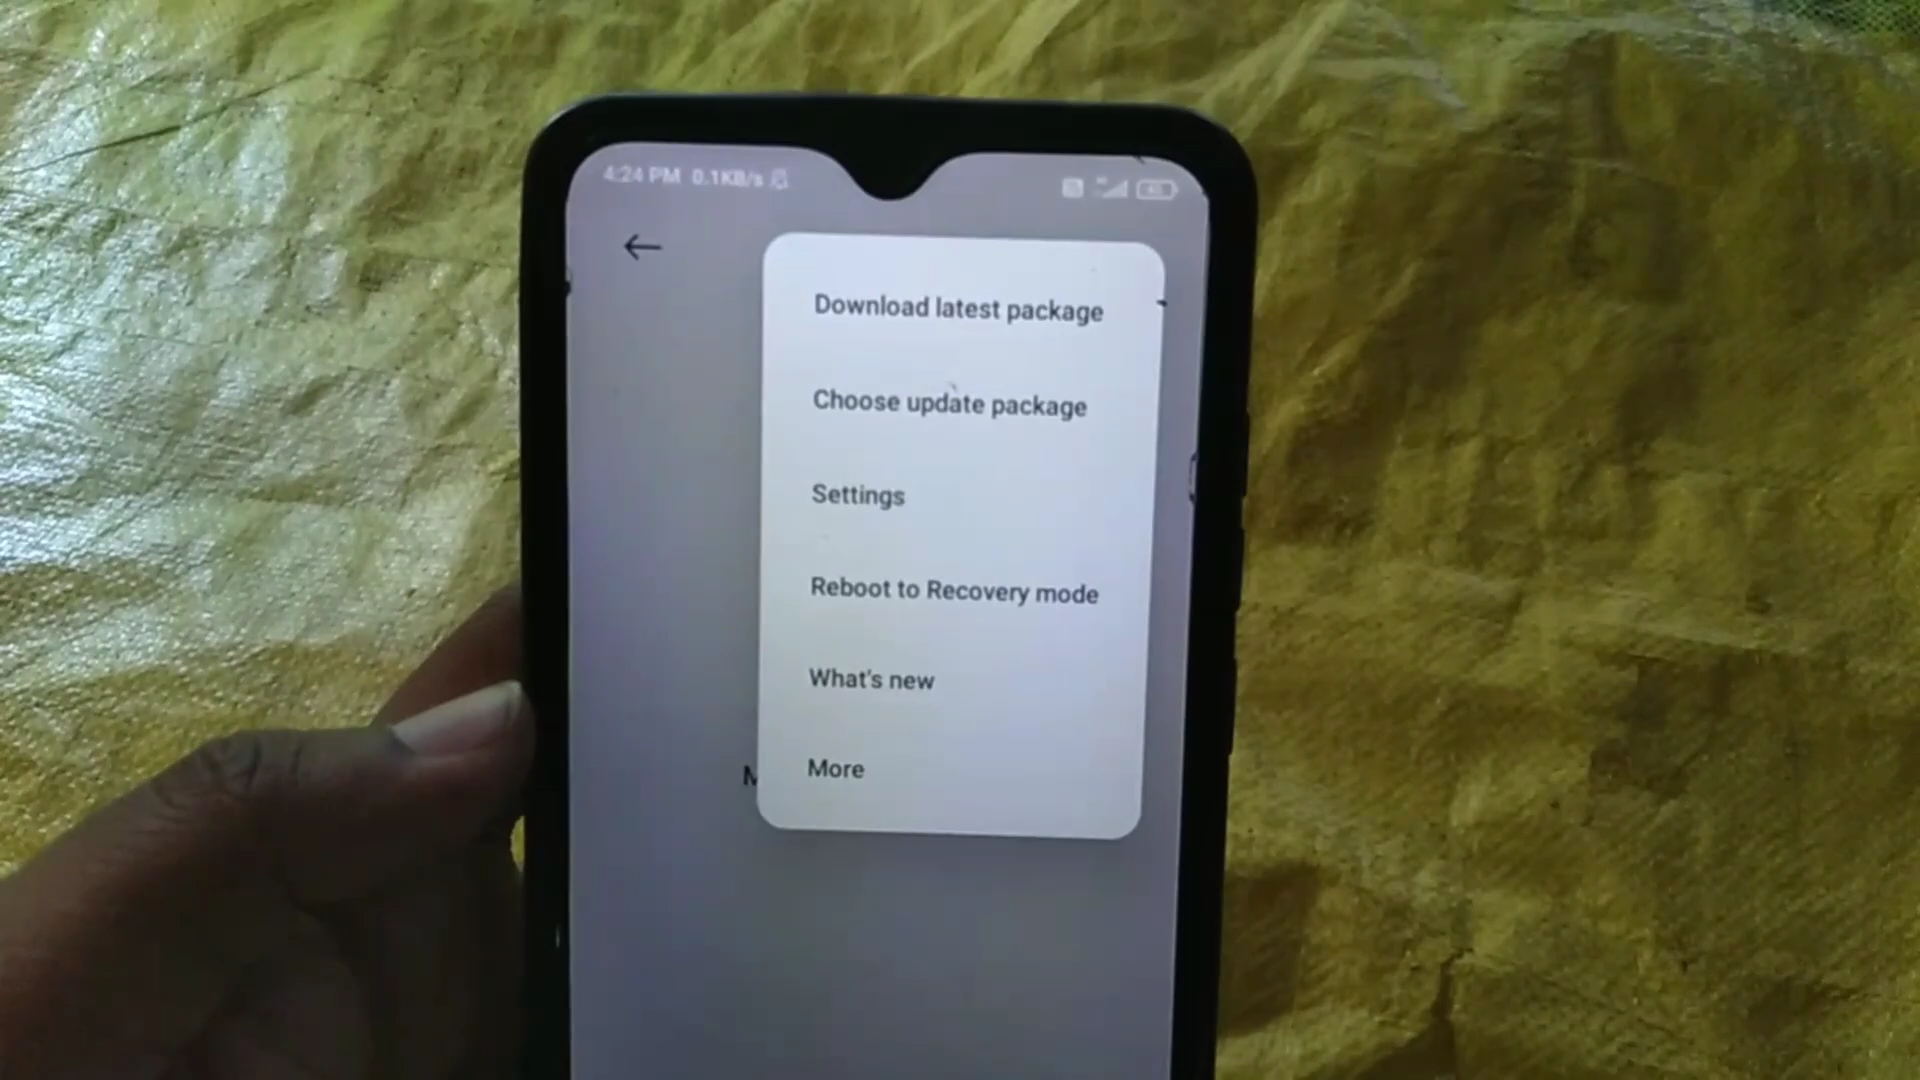 4:24 PM 0.1KB/s
Download latest package
Choose update package
Settings
Reboot to Recovery mode
What's new
More
M